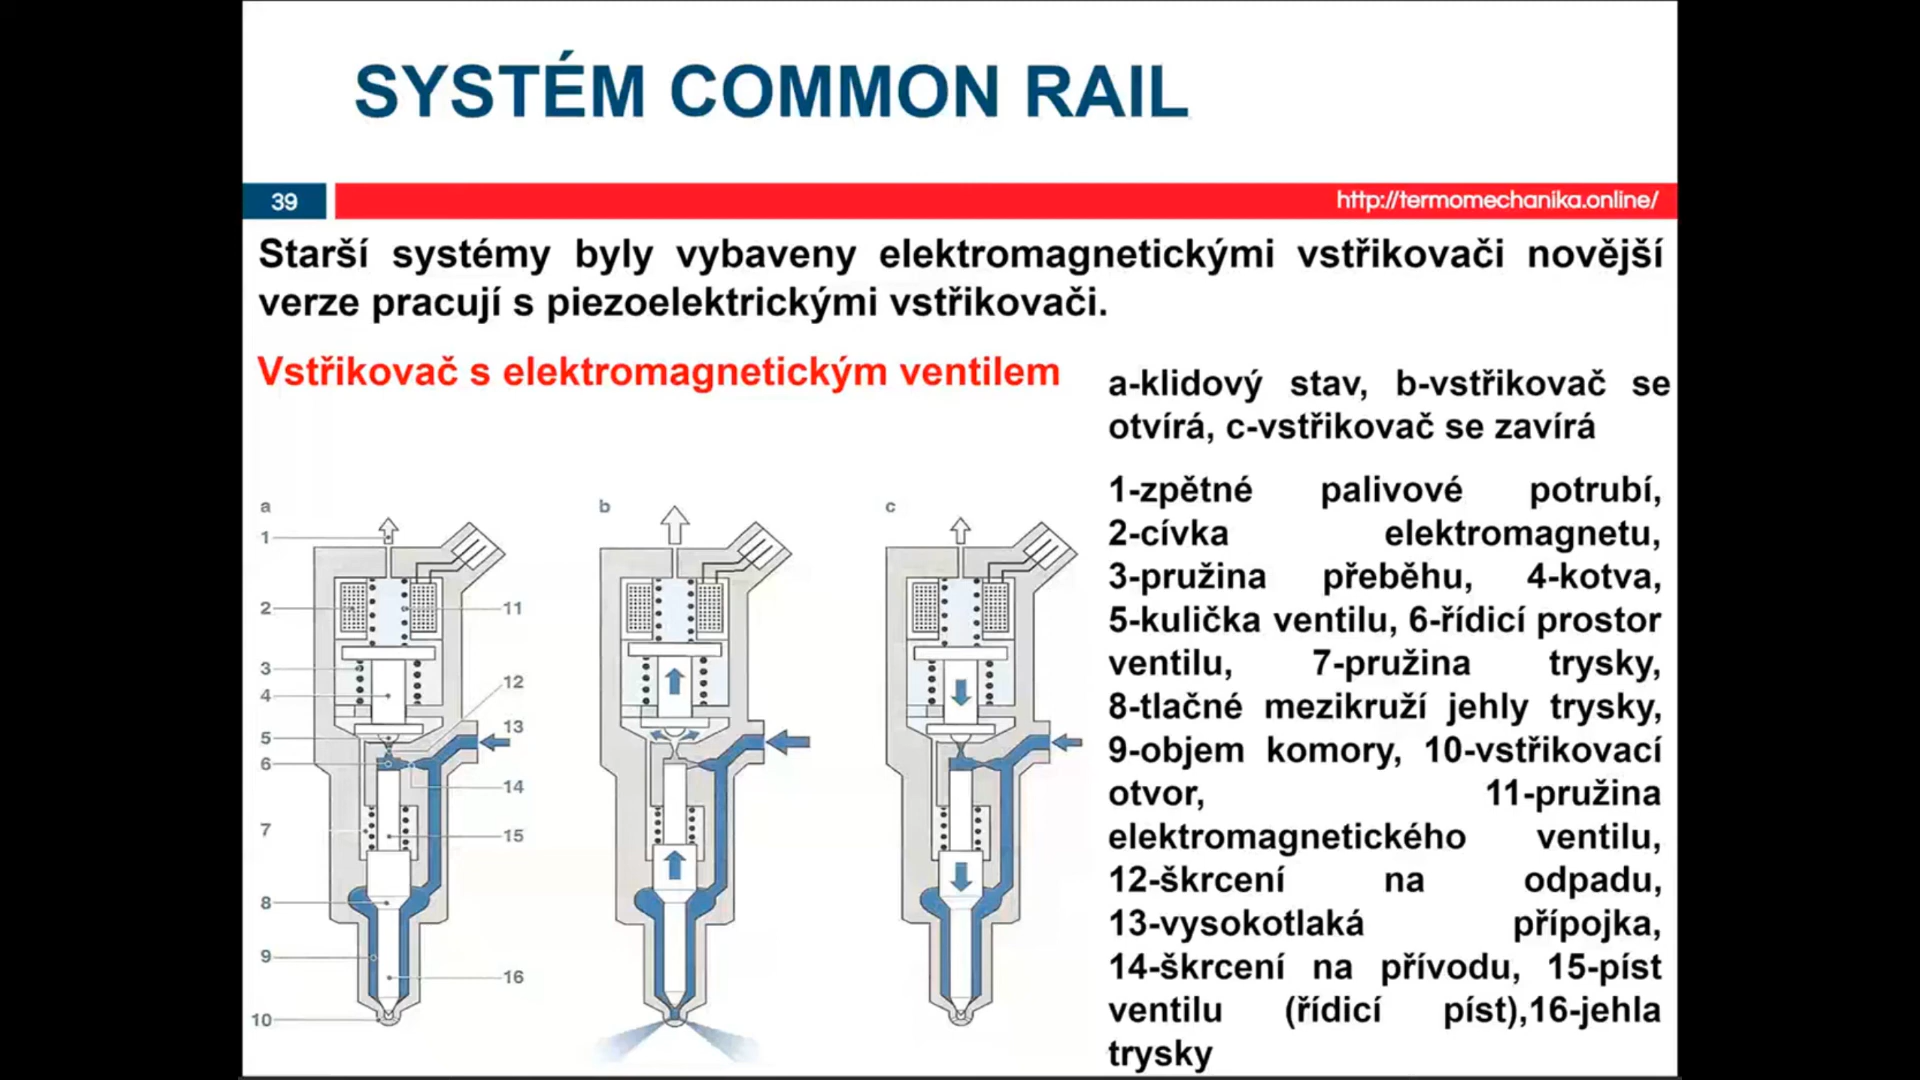 SYSTÉM COMMON RAIL
39
http://termomechanika.online/
Starší systémy byly vybaveny elektromagnetickými vstřikovači novější
verze pracují s piezoelektrickými vstřikovači.
Vstřikovač s elektromagnetickým ventilem
a-klidový stav, b-vstřikovač se
otvírá, c-vstřikovač se zavírá
1-zpětné palivové potrubí,
2-cívka elektromagnetu,
3-pružina přeběhu, 4-kotva,
5-kulička ventilu, 6-řídicí prostor
ventilu, 7-pružina trysky,
8-tlačné mezikruží jehly trysky,
9-objem komory, 10-vstřikovací
otvor, 11-pružina
elektromagnetického ventilu,
12-škrcení na odpadu,
13-vysokotlaká přípojka,
14-škrcení na přívodu, 15-píst
ventilu (řídicí píst),16-jehla
trysky
a
b
c
1
2
11
3
12
4
13
5
6
14
7
15
8
9
16
10